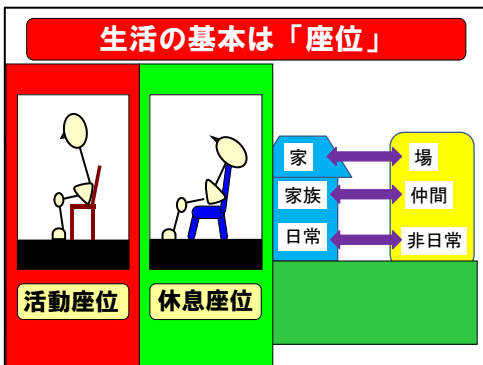 生活の基本は「座位」
家
場
家族
仲間
日常
非日常
活動座位
休息座位